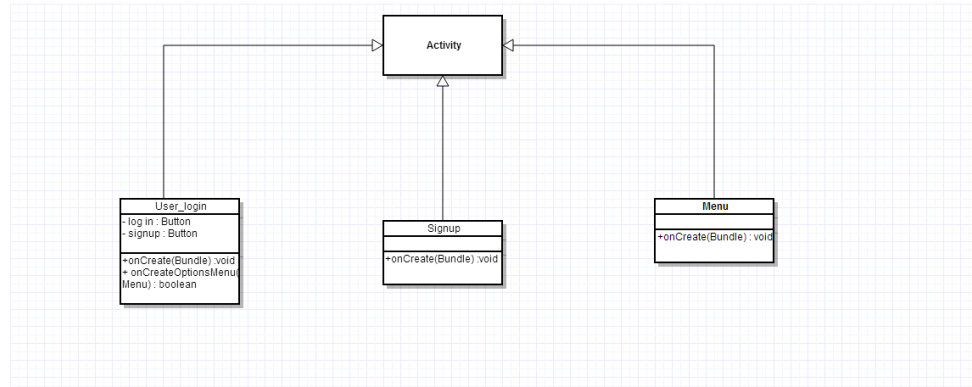 Activity
User_login
- log in : Button
- signup : Button
+onCreate(Bundle) :void
+ onCreateOptionsMenu(
Menu) : boolean
Signup
+onCreate(Bundle) :void
Menu
+onCreate(Bundle) : void